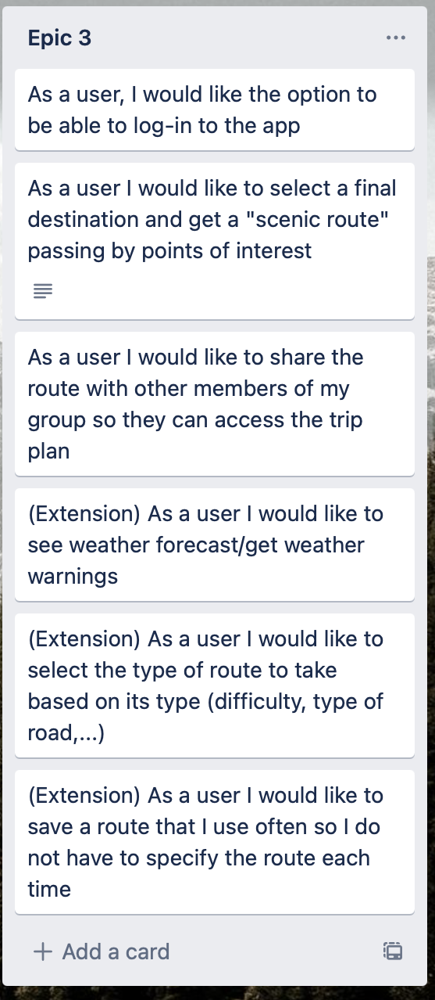 Epic 3
As a user, I would like the option to
be able to log-in to the app
As a user I would like to select a final
destination and get a "scenic route"
passing by points of interest
As a user I would like to share the
route with other members of my
group so they can access the trip
plan
(Extension) As a user I would like to
see weather forecast/get weather
warnings
(Extension) As a user I would like to
select the type of route to take
based on its type (difficulty, type of
road,...)
(Extension) As a user I would like to
save a route that I use often so I do
not have to specify the route each
time
+ Add a card